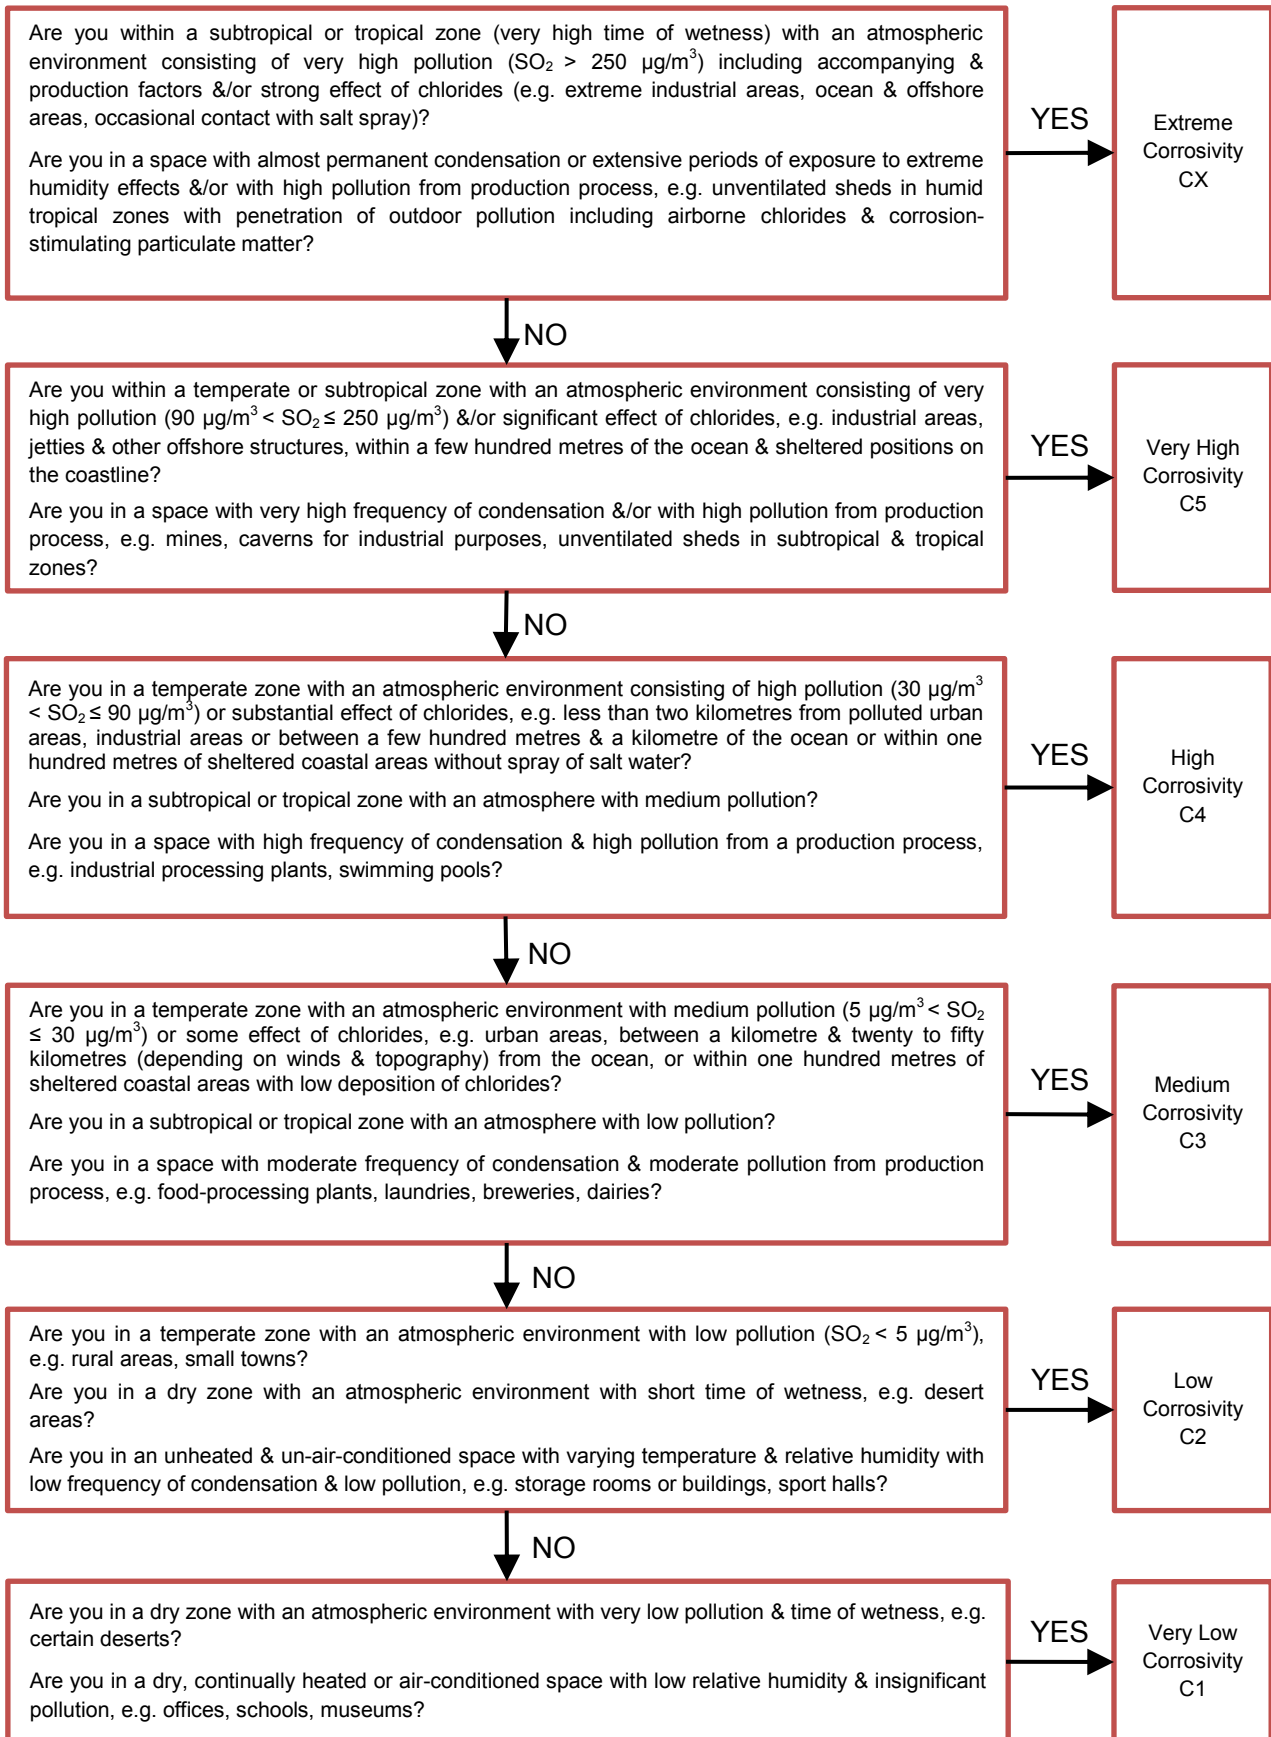 Are you within a subtropical or tropical zone (very high time of wetness) with an atmospheric
environment consisting of very high pollution (SO₂ > 250 µg/m³) including accompanying &
production factors &/or strong effect of chlorides (e.g. extreme industrial areas, ocean & offshore
areas, occasional contact with salt spray)?
Are you in a space with almost permanent condensation or extensive periods of exposure to extreme
humidity effects &/or with high pollution from production process, e.g. unventilated sheds in humid
tropical zones with penetration of outdoor pollution including airborne chlorides & corrosion-
stimulating particulate matter?
YES
Extreme
Corrosivity
CX
NO
Are you within a temperate or subtropical zone with an atmospheric environment consisting of very
high pollution (90 µg/m³ < SO₂ ≤ 250 µg/m³) &/or significant effect of chlorides, e.g. industrial areas,
jetties & other offshore structures, within a few hundred metres of the ocean & sheltered positions on
the coastline?
Are you in a space with very high frequency of condensation &/or with high pollution from production
process, e.g. mines, caverns for industrial purposes, unventilated sheds in subtropical & tropical
zones?
YES
Very High
Corrosivity
C5
NO
Are you in a temperate zone with an atmospheric environment consisting of high pollution (30 µg/m³
< SO₂ ≤ 90 µg/m³) or substantial effect of chlorides, e.g. less than two kilometres from polluted urban
areas, industrial areas or between a few hundred metres & a kilometre of the ocean or within one
hundred metres of sheltered coastal areas without spray of salt water?
Are you in a subtropical or tropical zone with an atmosphere with medium pollution?
Are you in a space with high frequency of condensation & high pollution from a production process,
e.g. industrial processing plants, swimming pools?
YES
High
Corrosivity
C4
NO
Are you in a temperate zone with an atmospheric environment with medium pollution (5 µg/m³ < SO₂
≤ 30 µg/m³) or some effect of chlorides, e.g. urban areas, between a kilometre & twenty to fifty
kilometres (depending on winds & topography) from the ocean, or within one hundred metres of
sheltered coastal areas with low deposition of chlorides?
Are you in a subtropical or tropical zone with an atmosphere with low pollution?
Are you in a space with moderate frequency of condensation & moderate pollution from production
process, e.g. food-processing plants, laundries, breweries, dairies?
YES
Medium
Corrosivity
C3
NO
Are you in a temperate zone with an atmospheric environment with low pollution (SO₂ < 5 µg/m³),
e.g. rural areas, small towns?
Are you in a dry zone with an atmospheric environment with short time of wetness, e.g. desert
areas?
Are you in an unheated & un-air-conditioned space with varying temperature & relative humidity with
low frequency of condensation & low pollution, e.g. storage rooms or buildings, sport halls?
YES
Low
Corrosivity
C2
NO
Are you in a dry zone with an atmospheric environment with very low pollution & time of wetness, e.g.
certain deserts?
Are you in a dry, continually heated or air-conditioned space with low relative humidity & insignificant
pollution, e.g. offices, schools, museums?
YES
Very Low
Corrosivity
C1